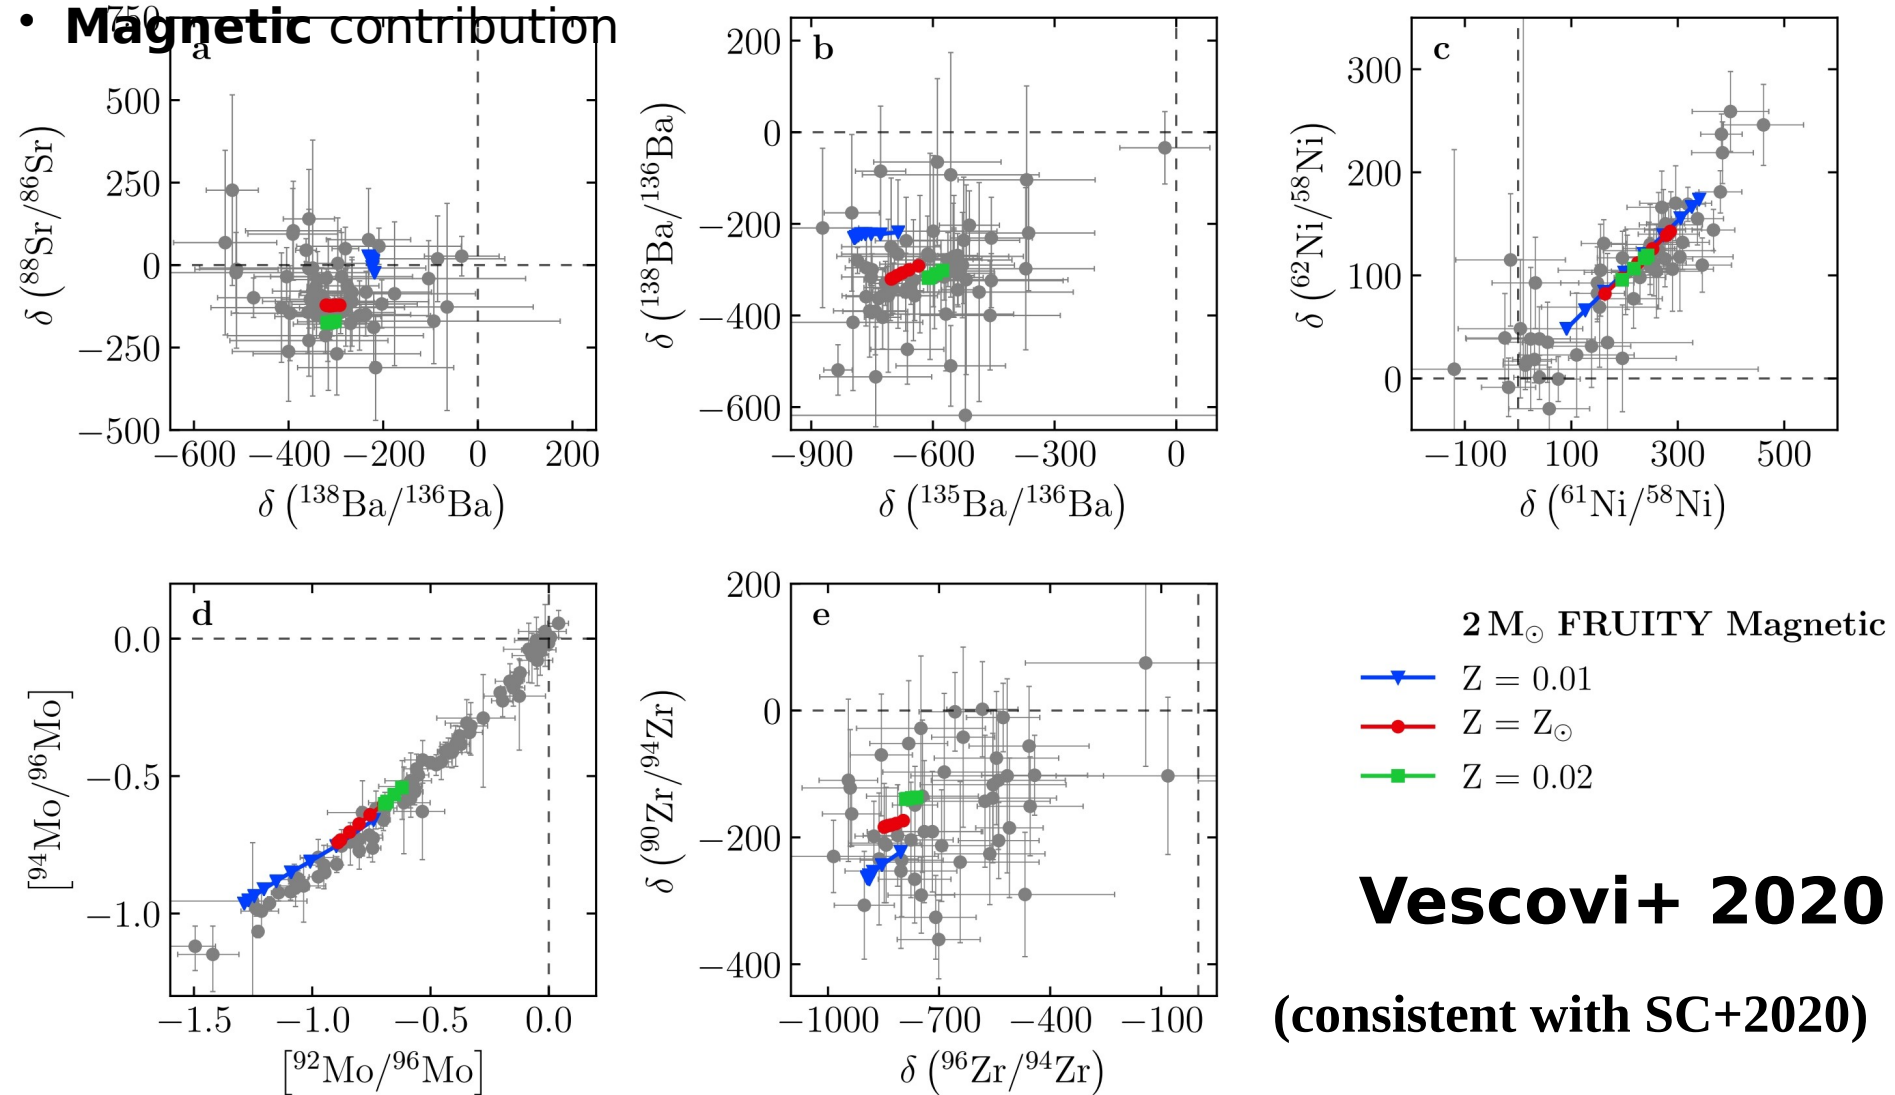 • Magnetic contribution
750
500
250
0
−250
−500
a
−600 −400 −200 0 200
δ (⁸⁸Sr/⁸⁶Sr)
δ (¹³⁸Ba/¹³⁶Ba)
200
0
−200
−400
−600
b
−900 −600 −300 0
δ (¹³⁸Ba/¹³⁶Ba)
δ (¹³⁵Ba/¹³⁶Ba)
300
200
100
0
c
−100 100 300 500
δ (⁶²Ni/⁵⁸Ni)
δ (⁶¹Ni/⁵⁸Ni)
0.0
−0.5
−1.0
d
−1.5 −1.0 −0.5 0.0
[⁹⁴Mo/⁹⁶Mo]
[⁹²Mo/⁹⁶Mo]
200
0
−200
−400
e
−1000 −700 −400 −100
δ (⁹⁰Zr/⁹⁴Zr)
δ (⁹⁶Zr/⁹⁴Zr)
2 M☉ FRUITY Magnetic
Z = 0.01
Z = Z☉
Z = 0.02
Vescovi+ 2020
(consistent with SC+2020)